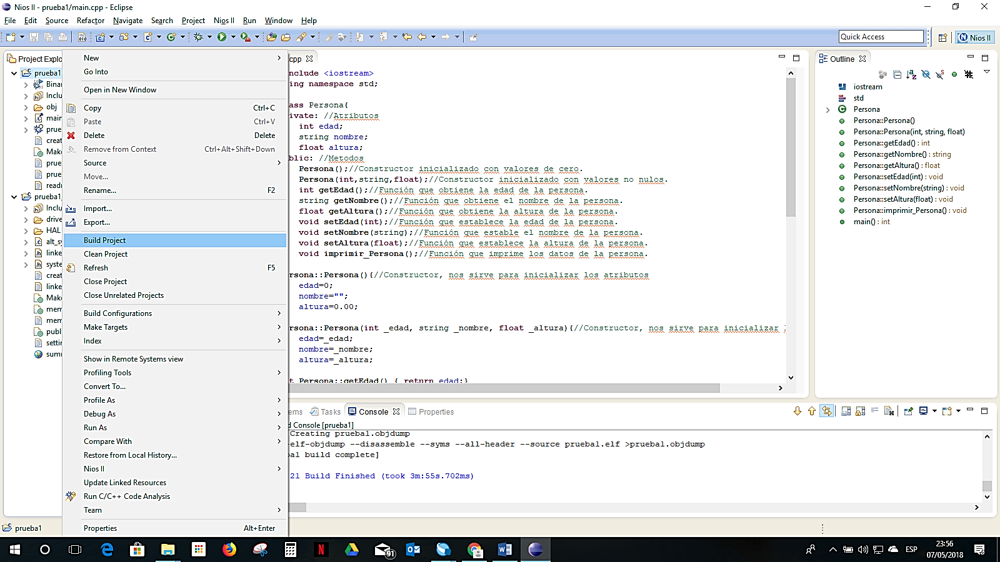 Nios II - prueba1/main.cpp - Eclipse
File Edit Source Refactor Navigate Search Project Nios II Run Window Help
Quick Access
Nios II
Project Explo
prueba1
Binar
Inclu
obj
main
prue
creat
Make
prue
prue
readr
prueba1_
Inclu
drive
HAL
alt_sy
linke
syste
creat
linke
Make
mem
mem
publ
settin
sumr
New
Go Into
Open in New Window
Copy Ctrl+C
Paste Ctrl+V
Delete Delete
Remove from Context Ctrl+Alt+Shift+Down
Source
Move...
Rename... F2
Import...
Export...
Build Project
Clean Project
Refresh F5
Close Project
Close Unrelated Projects
Build Configurations
Make Targets
Index
Show in Remote Systems view
Profiling Tools
Convert To...
Profile As
Debug As
Run As
Compare With
Restore from Local History...
Nios II
Update Linked Resources
Run C/C++ Code Analysis
Team
Properties Alt+Enter
cpp
nclude <iostream>
ing namespace std;
ass Persona{
ivate: //Atributos
int edad;
string nombre;
float altura;
blic: //Metodos
Persona();//Constructor inicializado con valores de cero.
Persona(int,string,float);//Constructor inicializado con valores no nulos.
int getEdad();//Función que obtiene la edad de la persona.
string getNombre();//Función que obtiene el nombre de la persona.
float getAltura();//Función que obtiene la altura de la persona.
void setEdad(int);//Función que establece la edad de la persona.
void setNombre(string);//Función que estable el nombre de la persona.
void setAltura(float);//Función que establece la altura de la persona.
void imprimir_Persona();//Función que imprime los datos de la persona.
ersona::Persona(){//Constructor, nos sirve para inicializar los atributos
edad=0;
nombre="";
altura=0.00;
rsona::Persona(int _edad, string _nombre, float _altura){//Constructor, nos sirve para inicializar
edad=_edad;
nombre=_nombre;
altura=_altura;
t Persona::getEdad() { return edad;}
Outline
iostream
std
Persona
Persona::Persona()
Persona::Persona(int, string, float)
Persona::getEdad() : int
Persona::getNombre() : string
Persona::getAltura() : float
Persona::setEdad(int) : void
Persona::setNombre(string) : void
Persona::setAltura(float) : void
Persona::imprimir_Persona() : void
main() : int
ems Tasks Console Properties
d Console [prueba1]
Creating prueba1.objdump
-elf-objdump --disassemble --syms --all-header --source prueba1.elf >prueba1.objdump
a1 build complete]
21 Build Finished (took 3m:55s.702ms)
prueba1
91
ESP
23:56
07/05/2018